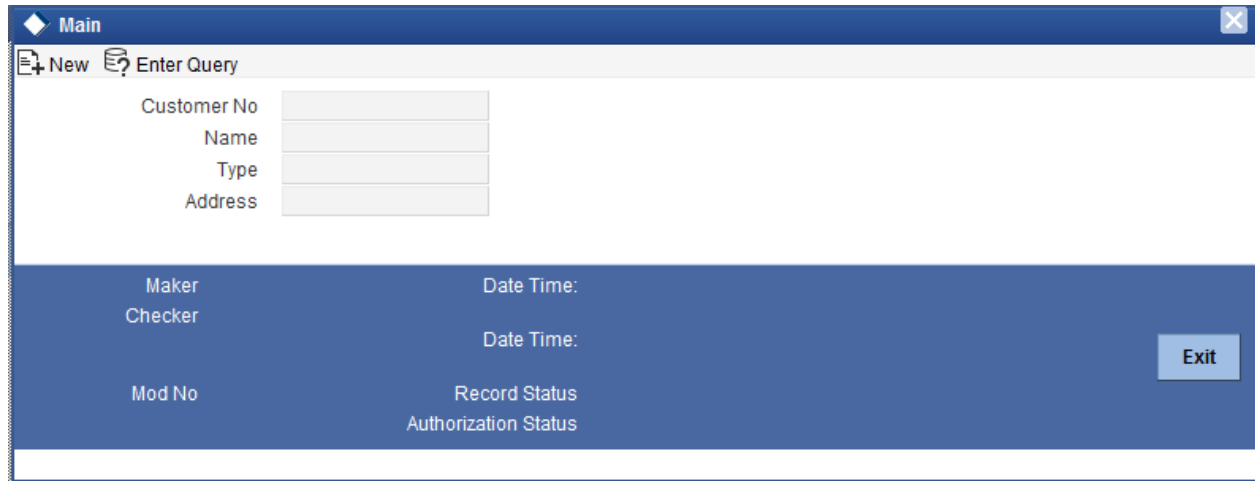 Main
New Enter Query
Customer No
Name
Type
Address
Maker Date Time:
Checker
Date Time:
Exit
Mod No Record Status
Authorization Status